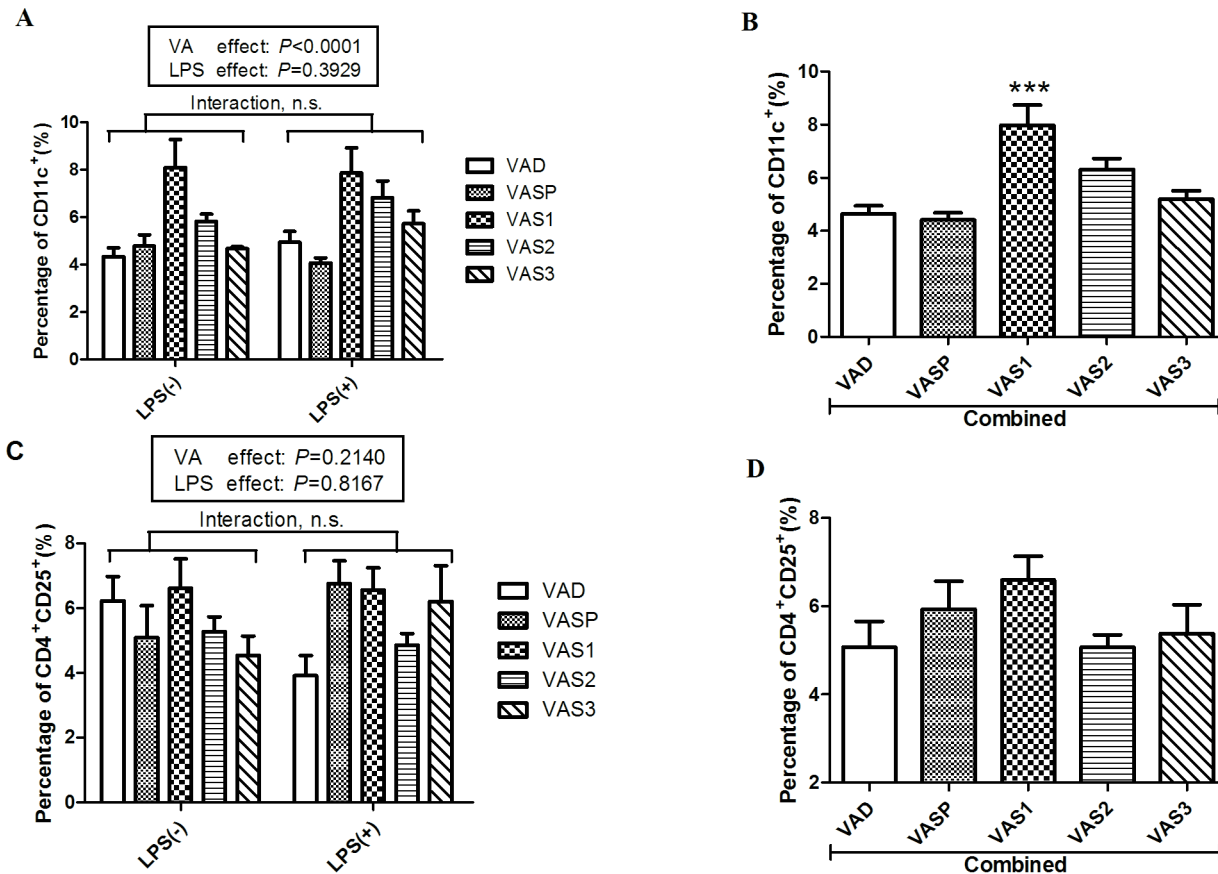 A
VA effect: P<0.0001
LPS effect: P=0.3929
Interaction, n.s.
Percentage of CD11c⁺(%)
10
8
6
4
2
0
LPS(-)
LPS(+)
VAD
VASP
VAS1
VAS2
VAS3
B
Percentage of CD11c⁺(%)
10
8
6
4
2
0
***
VAD
VASP
VAS1
VAS2
VAS3
Combined
C
VA effect: P=0.2140
LPS effect: P=0.8167
Interaction, n.s.
Percentage of CD4⁺CD25⁺(%)
8
6
4
2
0
LPS(-)
LPS(+)
VAD
VASP
VAS1
VAS2
VAS3
D
Percentage of CD4⁺CD25⁺(%)
8
6
4
2
VAD
VASP
VAS1
VAS2
VAS3
Combined